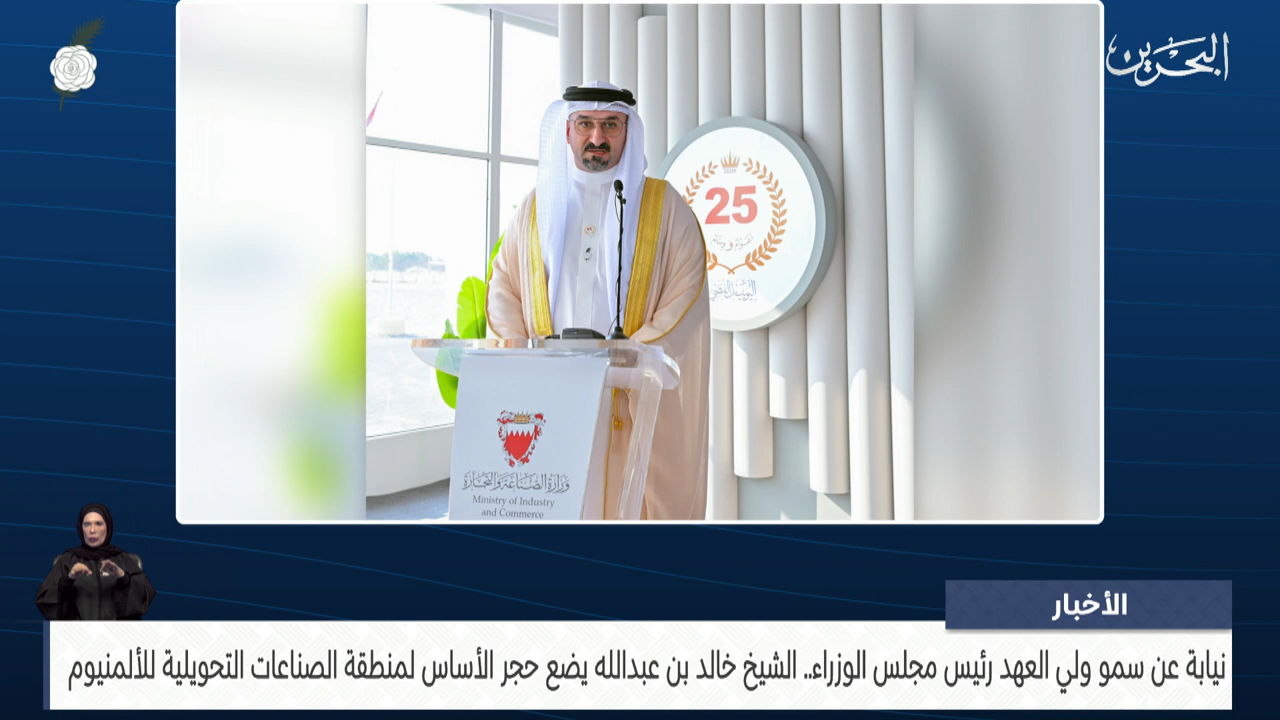 البحرين
25
وزارة الصناعة والتجارة
Ministry of Industry
and Commerce
الأخبار
نيابة عن سمو ولي العهد رئيس مجلس الوزراء.. الشيخ خالد بن عبدالله يضع حجر الأساس لمنطقة الصناعات التحويلية للألمنيوم